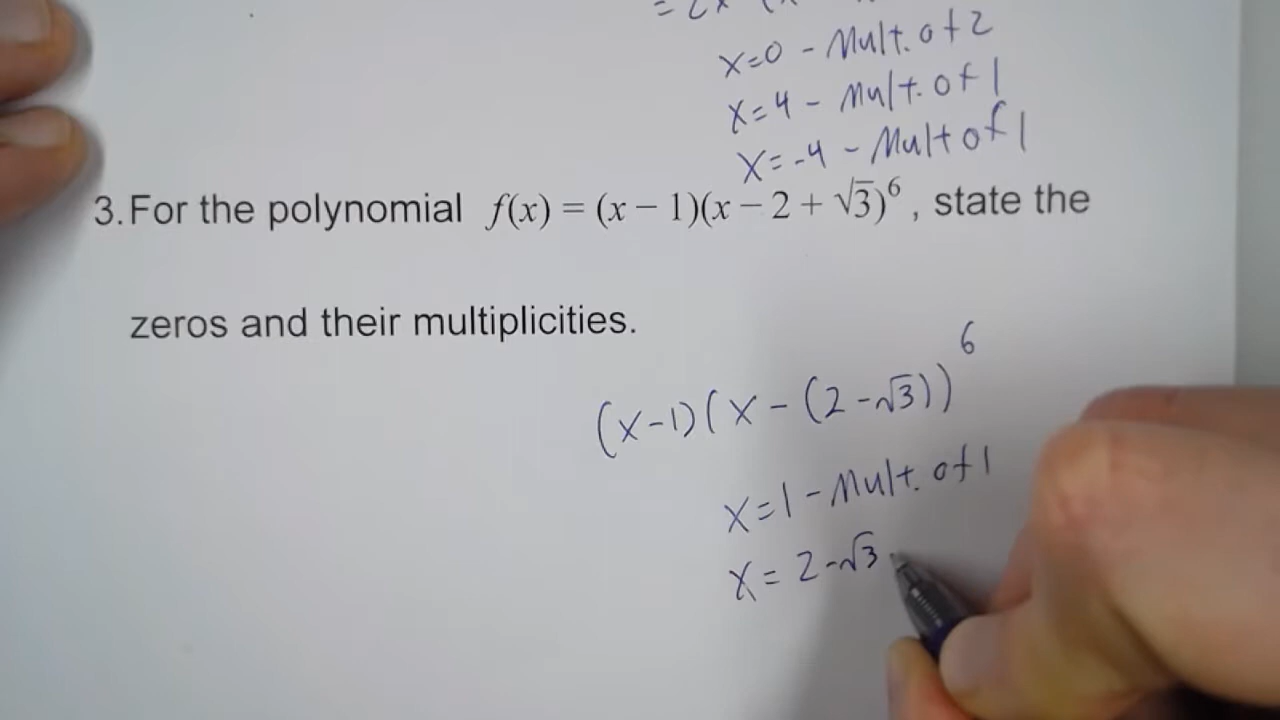 = 2x (x
x=0 - Mult. of 2
x=4 - Mult. of 1
x=-4 - Mult of 1
3. For the polynomial f(x) = (x − 1)(x − 2 + √3)⁶ , state the
zeros and their multiplicities.
(x-1)(x-(2-√3))⁶
x=1 - Mult. of 1
x = 2-√3